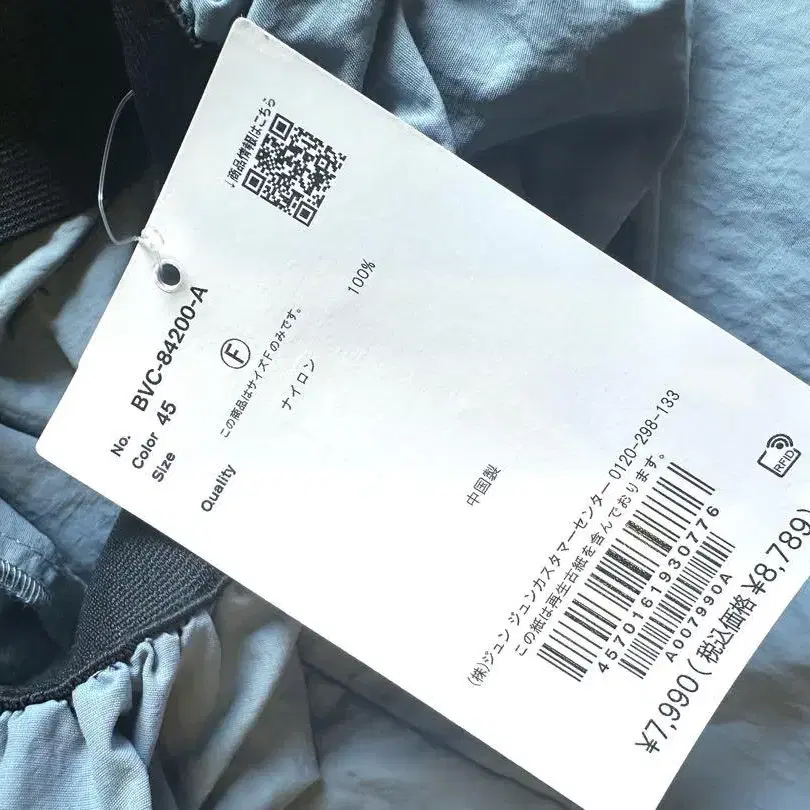 ↓商品情報はこちら
No. BVC-84200-A
Color 45
Size Ⓕ
この商品はサイズFのみです。
Quality ナイロン 100%
中国製
(株)ジュン ジュンカスタマーセンター 0120-298-133
この紙は再生古紙を含んでおります。
4570161930776
A007990A
¥7,990(税込価格¥8,789)
RFID